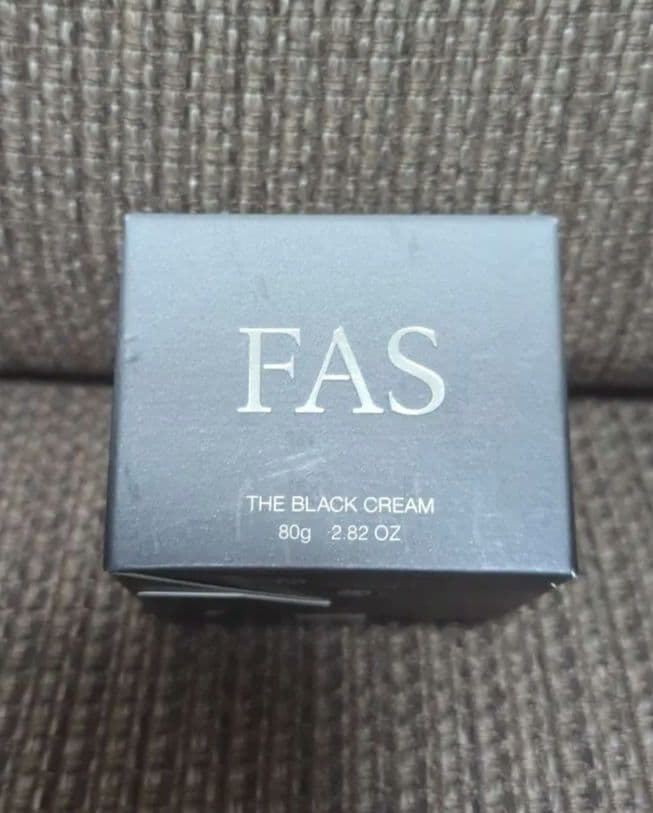 FAS
THE BLACK CREAM
80g 2.82 OZ